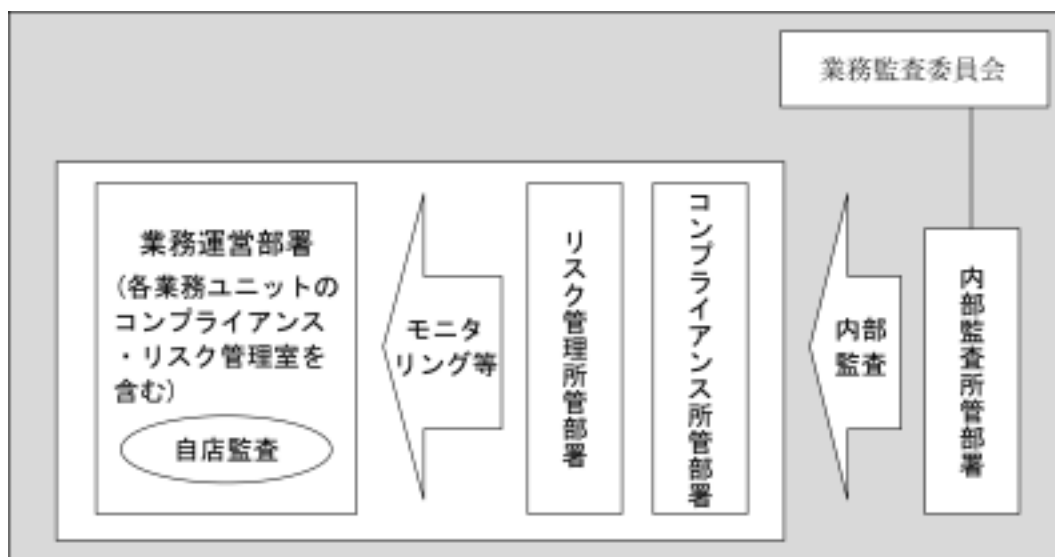 業務監査委員会
業務運営部署
(各業務ユニットの
コンプライアンス
・リスク管理室を
含む)
自店監査
モニタ
リング等
リスク管理所管部署
コンプライアンス所管部署
内部
監査
内部監査所管部署